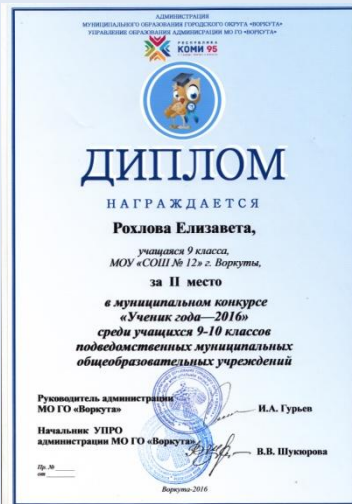 АДМИНИСТРАЦИЯ
МУНИЦИПАЛЬНОГО ОБРАЗОВАНИЯ ГОРОДСКОГО ОКРУГА «ВОРКУТА»
УПРАВЛЕНИЕ ОБРАЗОВАНИЯ АДМИНИСТРАЦИИ МО ГО «ВОРКУТА»
РЕСПУБЛИКА
КОМИ 95
ДИПЛОМ
НАГРАЖДАЕТСЯ
Рохлова Елизавета,
учащаяся 9 класса,
МОУ «СОШ № 12» г. Воркуты,
за II место
в муниципальном конкурсе
«Ученик года—2016»
среди учащихся 9-10 классов
подведомственных муниципальных
общеобразовательных учреждений
Руководитель администрации
МО ГО «Воркута» И.А. Гурьев
Начальник УПРО
администрации МО ГО «Воркута» В.В. Шукюрова
Пр. №
от
Воркута-2016